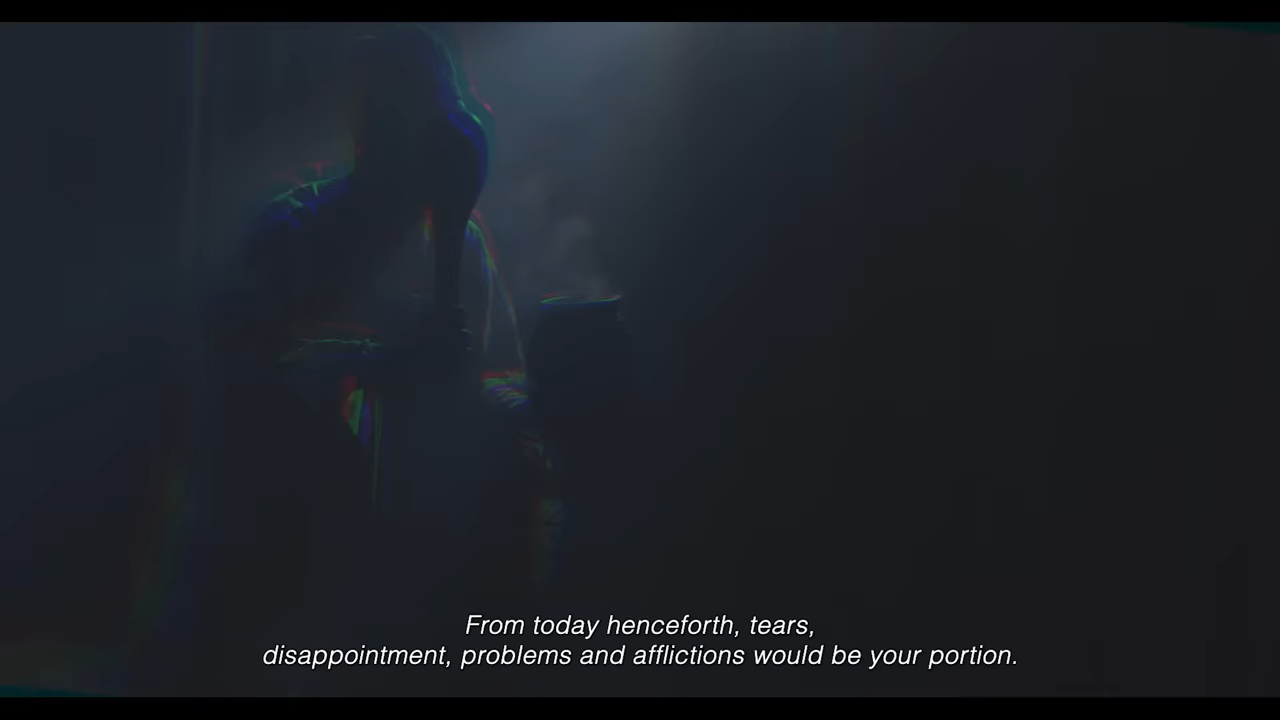 From today henceforth, tears,
disappointment, problems and afflictions would be your portion.